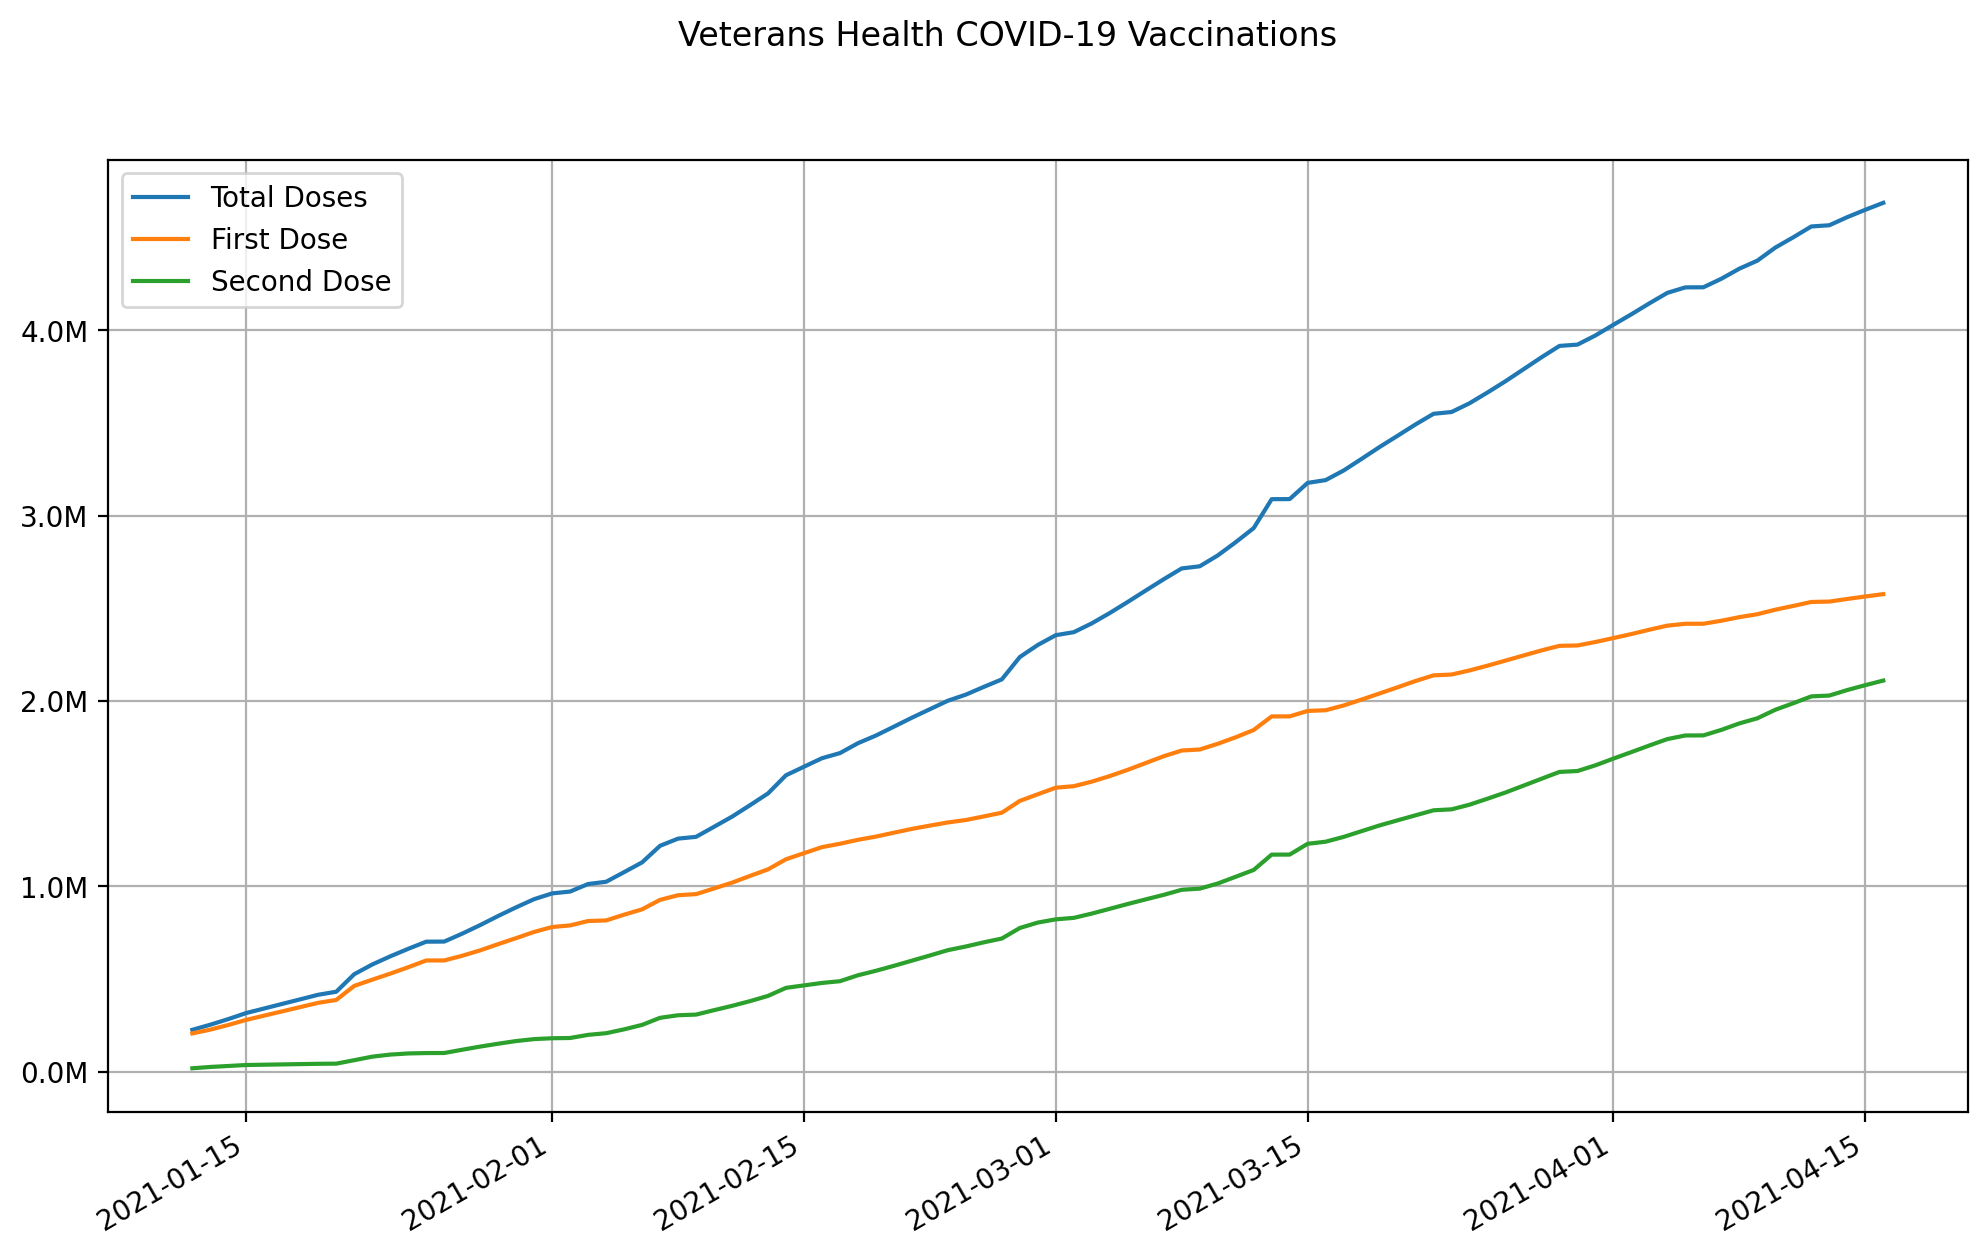 Veterans Health COVID-19 Vaccinations
Total Doses
First Dose
Second Dose
4.0M
3.0M
2.0M
1.0M
0.0M
2021-01-15
2021-02-01
2021-02-15
2021-03-01
2021-03-15
2021-04-01
2021-04-15